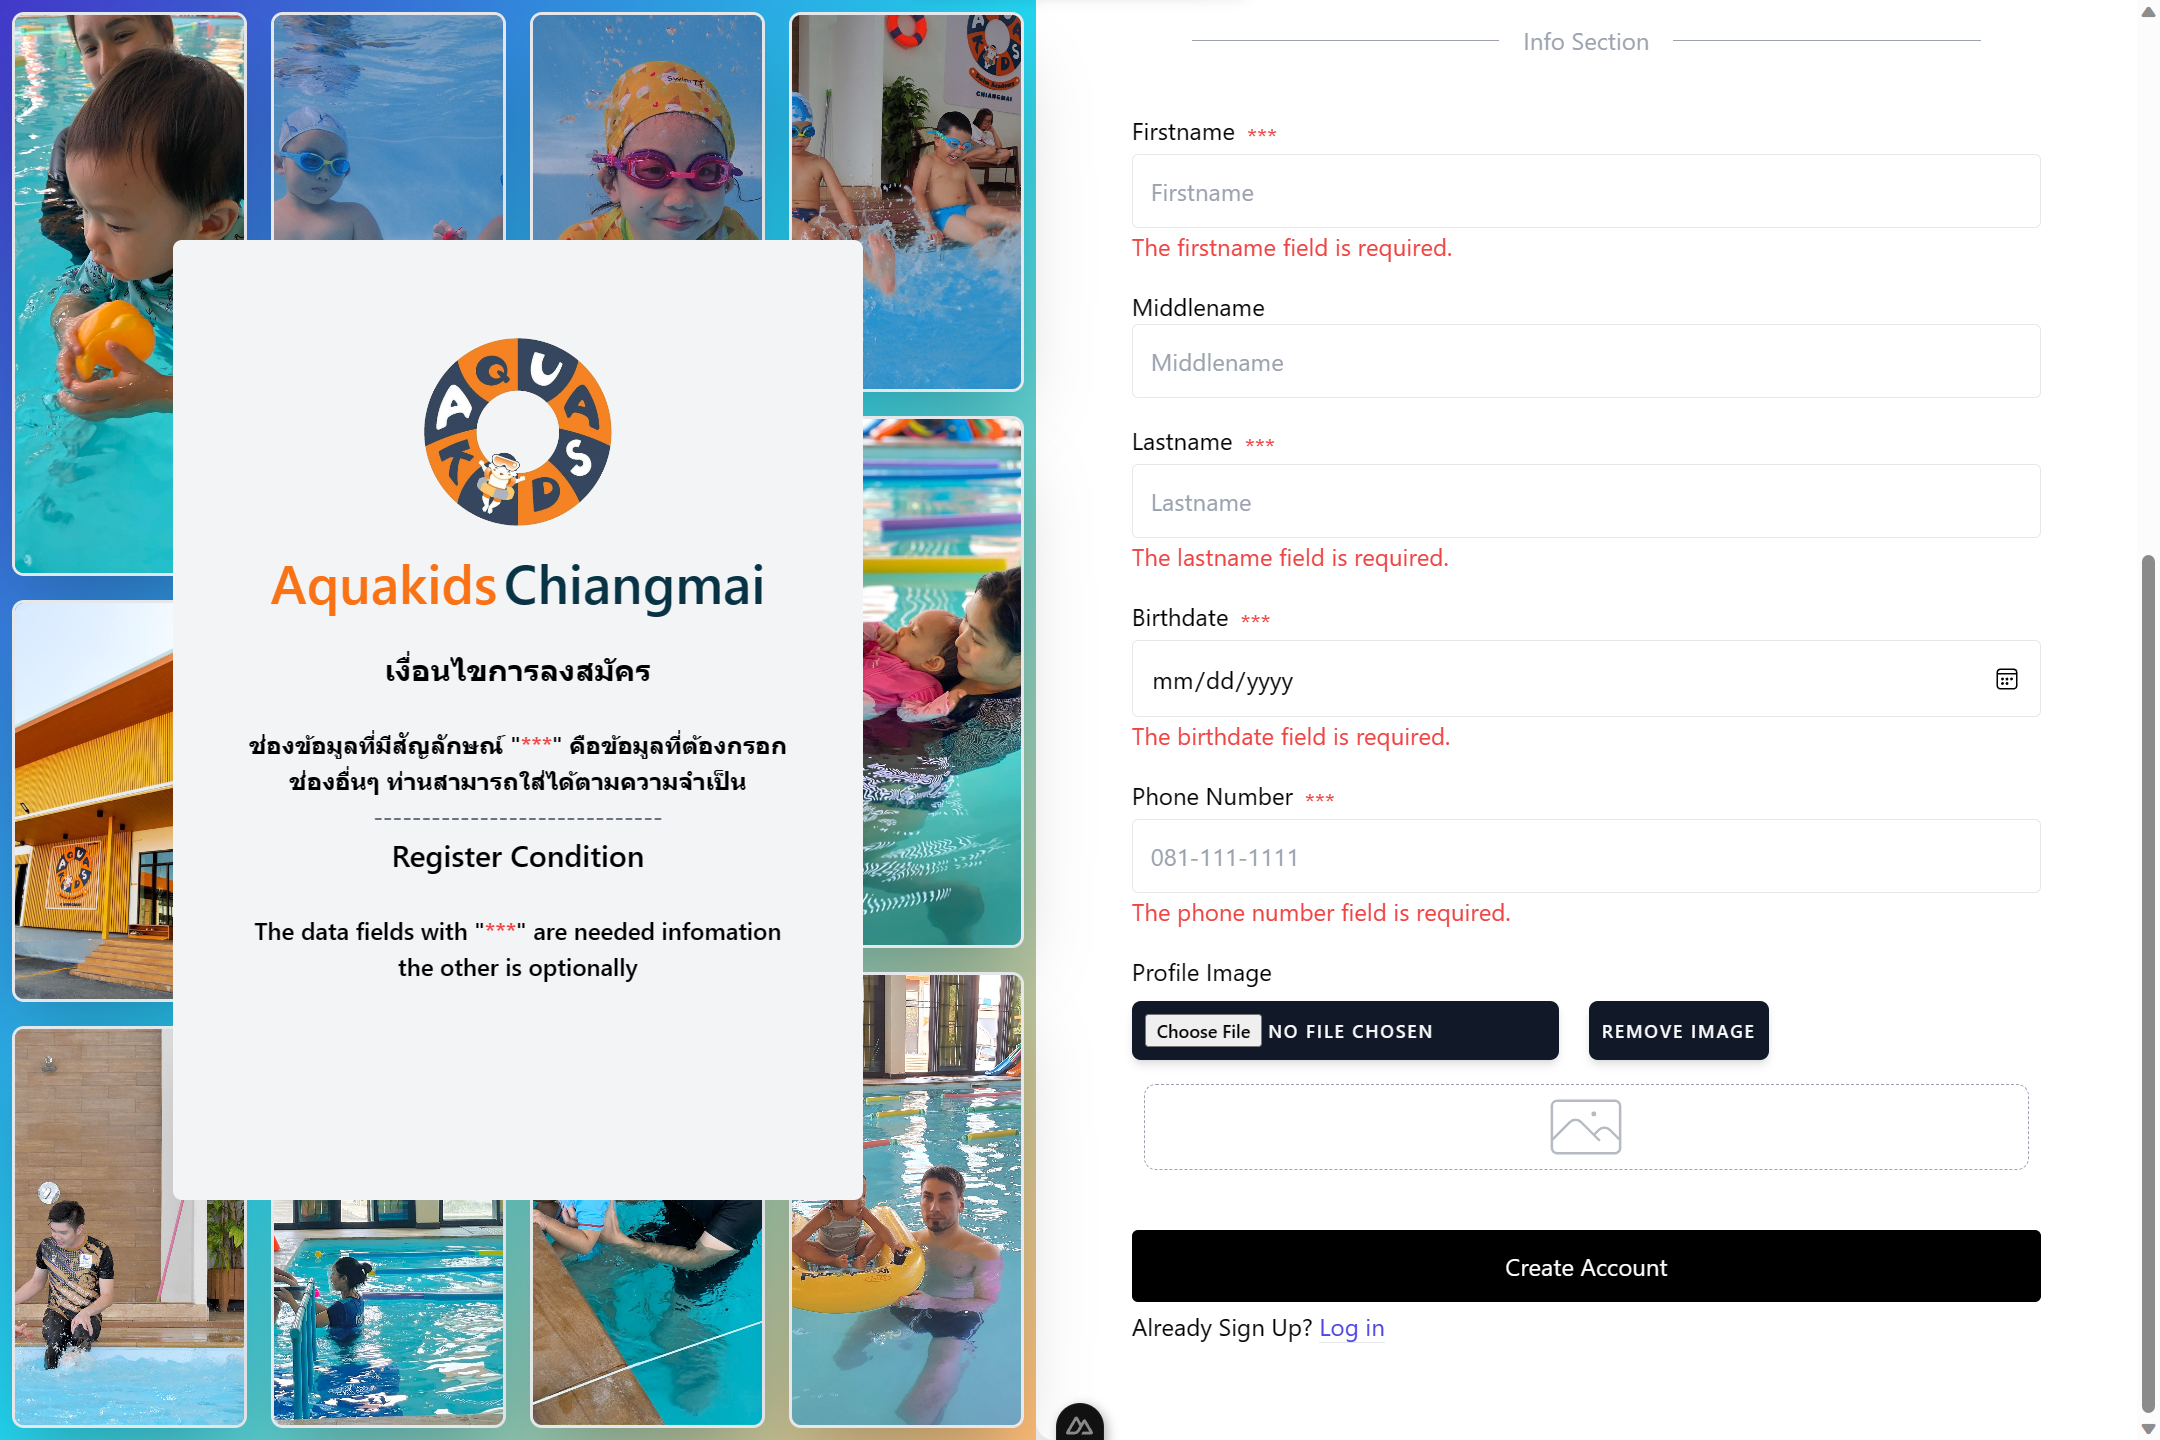 AQUA
KIDS
Aquakids Chiangmai
เงื่อนไขการลงสมัคร
ช่องข้อมูลที่มีสัญลักษณ์ "***" คือข้อมูลที่ต้องกรอก
ช่องอื่นๆ ท่านสามารถใส่ได้ตามความจำเป็น
------------------------------
Register Condition
The data fields with "***" are needed infomation
the other is optionally
CHIANGMAI
Info Section
Firstname ***
Firstname
The firstname field is required.
Middlename
Middlename
Lastname ***
Lastname
The lastname field is required.
Birthdate ***
mm/dd/yyyy
The birthdate field is required.
Phone Number ***
081-111-1111
The phone number field is required.
Profile Image
Choose File NO FILE CHOSEN
REMOVE IMAGE
Create Account
Already Sign Up? Log in